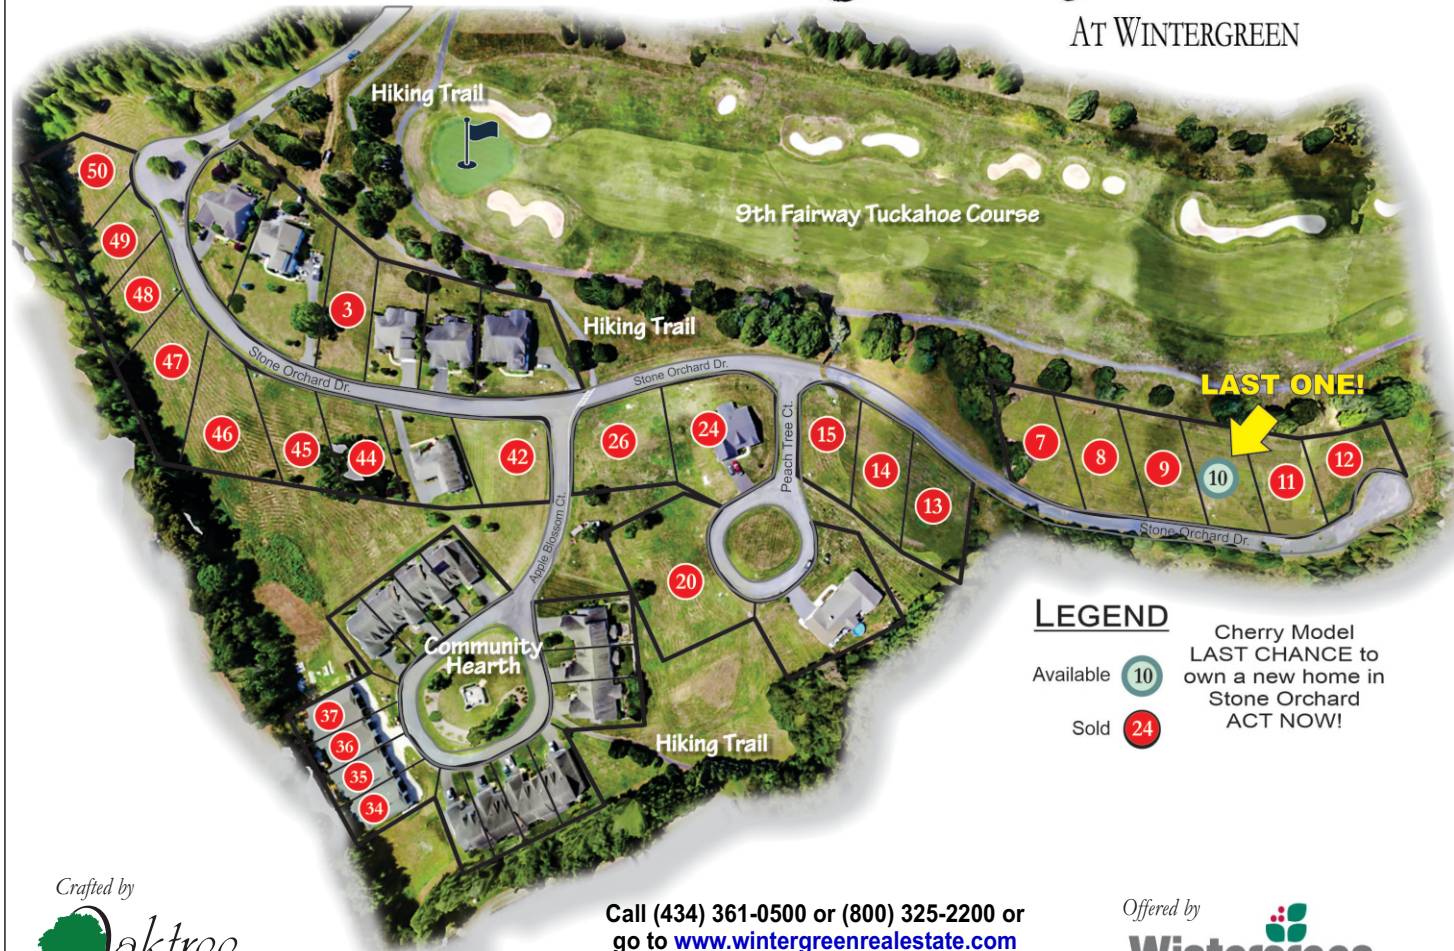 AT WINTERGREEN
Hiking Trail
50
9th Fairway Tuckahoe Course
49
48
3
Hiking Trail
47
Stone Orchard Dr.
Stone Orchard Dr.
LAST ONE!
46
45
44
42
26
24
Peach Tree Ct.
15
14
13
7
8
9
10
11
12
Stone Orchard Dr.
Apple Blossom Ct.
20
Community
Hearth
37
36
35
34
Hiking Trail
LEGEND
Available 10
Sold 24
Cherry Model
LAST CHANCE to
own a new home in
Stone Orchard
ACT NOW!
Crafted by
Oaktree
Call (434) 361-0500 or (800) 325-2200 or
go to www.wintergreenrealestate.com
Offered by
Wintergreen